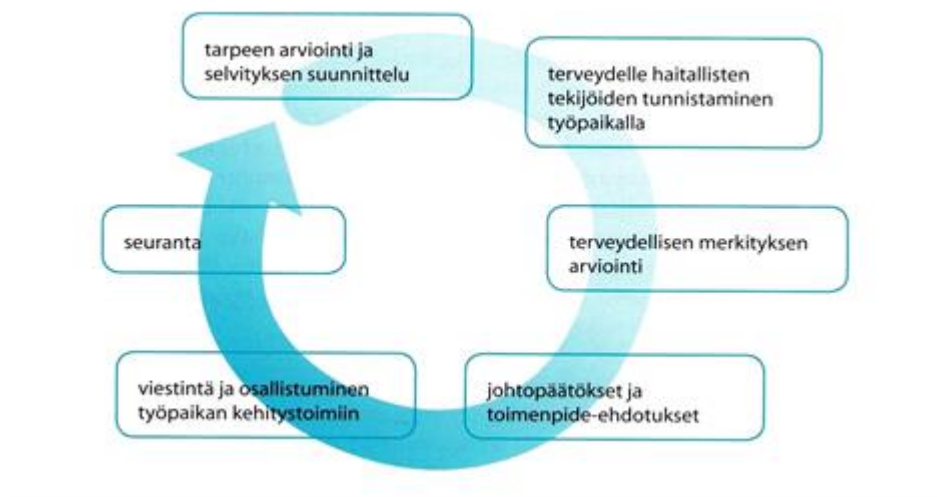 tarpeen arviointi ja
selvityksen suunnittelu
terveydelle haitallisten
tekijöiden tunnistaminen
työpaikalla
terveydellisen merkityksen
arviointi
johtopäätökset ja
toimenpide-ehdotukset
viestintä ja osallistuminen
työpaikan kehitystoimiin
seuranta